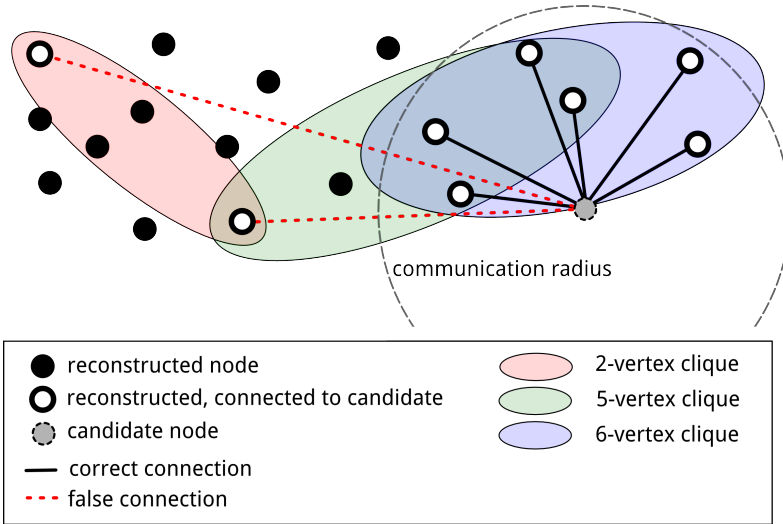 communication radius
reconstructed node
reconstructed, connected to candidate
candidate node
correct connection
false connection
2-vertex clique
5-vertex clique
6-vertex clique